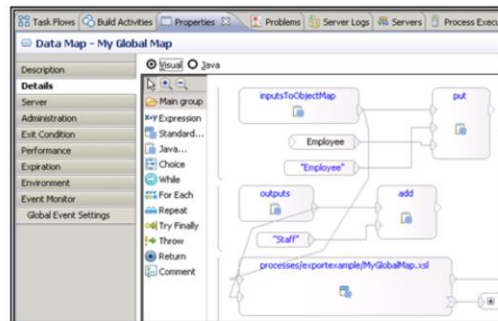 Task Flows Build Activities Properties Problems Server Logs Servers Process Execu
Data Map - My Global Map
Description
Details
Server
Administration
Exit Condition
Performance
Expiration
Environment
Event Monitor
Global Event Settings
Visual Java
Main group
X+Y Expression
Standard...
Java...
Choice
While
For Each
Repeat
Try Finally
Throw
Return
Comment
inputsToObjectMap
put
Employee
"Employee"
outputs
add
"Staff"
processes/exportexample/MyGlobalMap.xsl